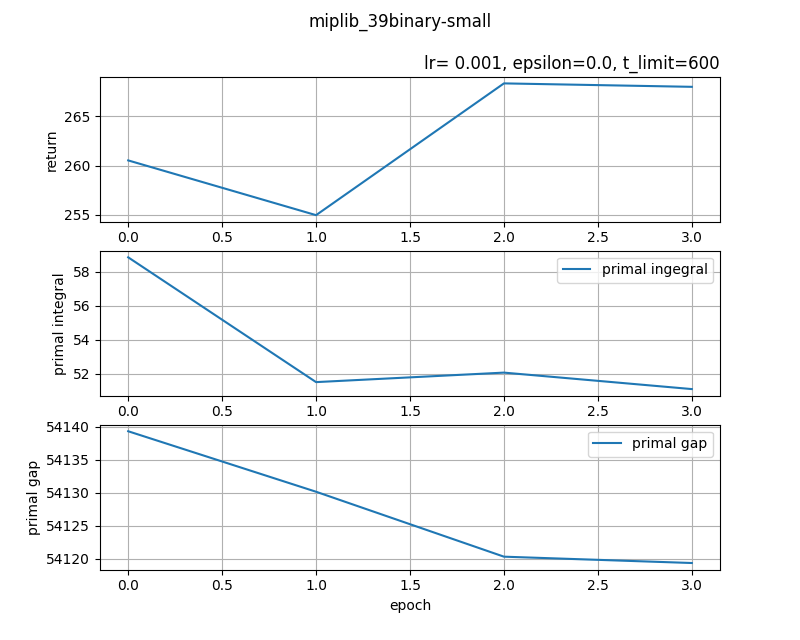 miplib_39binary-small
lr= 0.001, epsilon=0.0, t_limit=600
return
265
260
255
0.0 0.5 1.0 1.5 2.0 2.5 3.0
primal integral
58
56
54
52
primal ingegral
0.0 0.5 1.0 1.5 2.0 2.5 3.0
primal gap
54140
54135
54130
54125
54120
primal gap
0.0 0.5 1.0 1.5 2.0 2.5 3.0
epoch